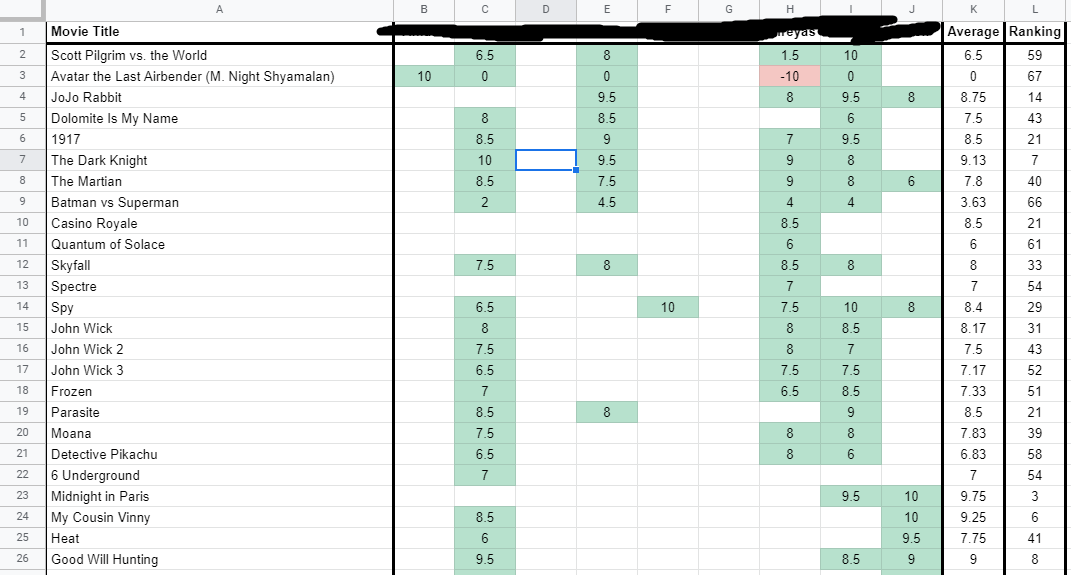 A B C D E F G H I J K L
1 Movie Title Average Ranking
2 Scott Pilgrim vs. the World 6.5 8 1.5 10 6.5 59
3 Avatar the Last Airbender (M. Night Shyamalan) 10 0 0 -10 0 0 67
4 JoJo Rabbit 9.5 8 9.5 8 8.75 14
5 Dolomite Is My Name 8 8.5 6 7.5 43
6 1917 8.5 9 7 9.5 8.5 21
7 The Dark Knight 10 9.5 9 8 9.13 7
8 The Martian 8.5 7.5 9 8 6 7.8 40
9 Batman vs Superman 2 4.5 4 4 3.63 66
10 Casino Royale 8.5 8.5 21
11 Quantum of Solace 6 6 61
12 Skyfall 7.5 8 8.5 8 8 33
13 Spectre 7 7 54
14 Spy 6.5 10 7.5 10 8 8.4 29
15 John Wick 8 8 8.5 8.17 31
16 John Wick 2 7.5 8 7 7.5 43
17 John Wick 3 6.5 7.5 7.5 7.17 52
18 Frozen 7 6.5 8.5 7.33 51
19 Parasite 8.5 8 9 8.5 21
20 Moana 7.5 8 8 7.83 39
21 Detective Pikachu 6.5 8 6 6.83 58
22 6 Underground 7 7 54
23 Midnight in Paris 9.5 10 9.75 3
24 My Cousin Vinny 8.5 10 9.25 6
25 Heat 6 9.5 7.75 41
26 Good Will Hunting 9.5 8.5 9 9 8